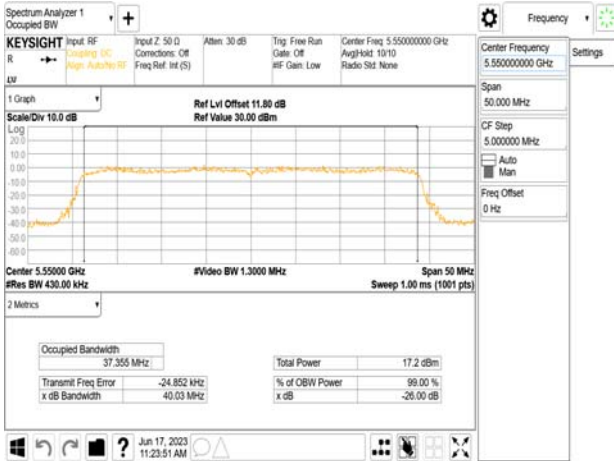 Spectrum Analyzer 1
Occupied BW
Frequency
KEYSIGHT
R
LM
Input: RF
Coupling: DC
Align: Auto/No RF
Input Z: 50 Ω
Corrections: Off
Freq Ref: Int (S)
Atten: 30 dB
Trig: Free Run
Gate: Off
#IF Gain: Low
Center Freq: 5.550000000 GHz
Avg|Hold: 10/10
Radio Std: None
Center Frequency
5.550000000 GHz
Settings
Span
50.000 MHz
CF Step
5.000000 MHz
Auto
Man
Freq Offset
0 Hz
1 Graph
Scale/Div 10.0 dB
Ref Lvl Offset 11.80 dB
Ref Value 30.00 dBm
Log
20.0
10.0
0.00
-10.0
-20.0
-30.0
-40.0
-50.0
-60.0
Center 5.55000 GHz
#Video BW 1.3000 MHz
Span 50 MHz
#Res BW 430.00 kHz
Sweep 1.00 ms (1001 pts)
2 Metrics
Occupied Bandwidth
37.355 MHz
Total Power 17.2 dBm
Transmit Freq Error -24.852 kHz
% of OBW Power 99.00 %
x dB Bandwidth 40.03 MHz
x dB -26.00 dB
?
Jun 17, 2023
11:23:51 AM